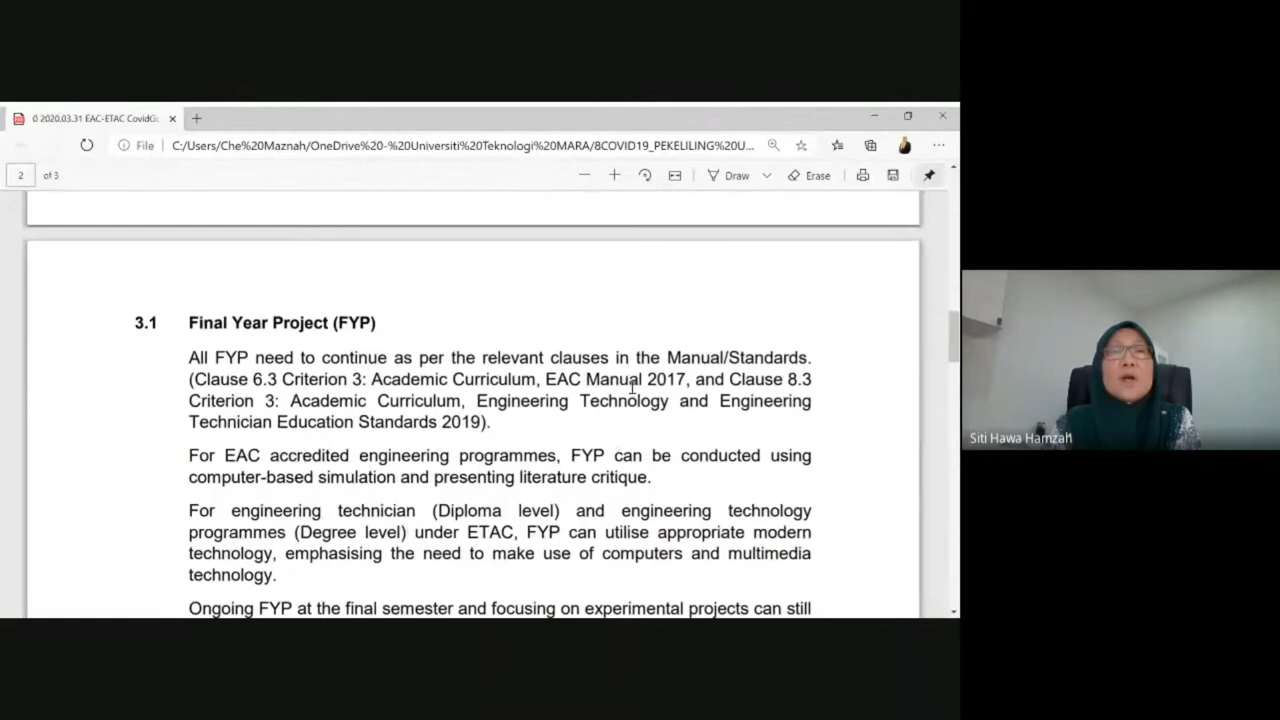 0 2020.03.31 EAC-ETAC CovidGu
File
C:/Users/Che%20Maznah/OneDrive%20-%20Universiti%20Teknologi%20MARA/8COVID19_PEKELILING%20U...
2 of 3
Draw
Erase
3.1 Final Year Project (FYP)
All FYP need to continue as per the relevant clauses in the Manual/Standards.
(Clause 6.3 Criterion 3: Academic Curriculum, EAC Manual 2017, and Clause 8.3
Criterion 3: Academic Curriculum, Engineering Technology and Engineering
Technician Education Standards 2019).
For EAC accredited engineering programmes, FYP can be conducted using
computer-based simulation and presenting literature critique.
For engineering technician (Diploma level) and engineering technology
programmes (Degree level) under ETAC, FYP can utilise appropriate modern
technology, emphasising the need to make use of computers and multimedia
technology.
Ongoing FYP at the final semester and focusing on experimental projects can still
Siti Hawa Hamzah